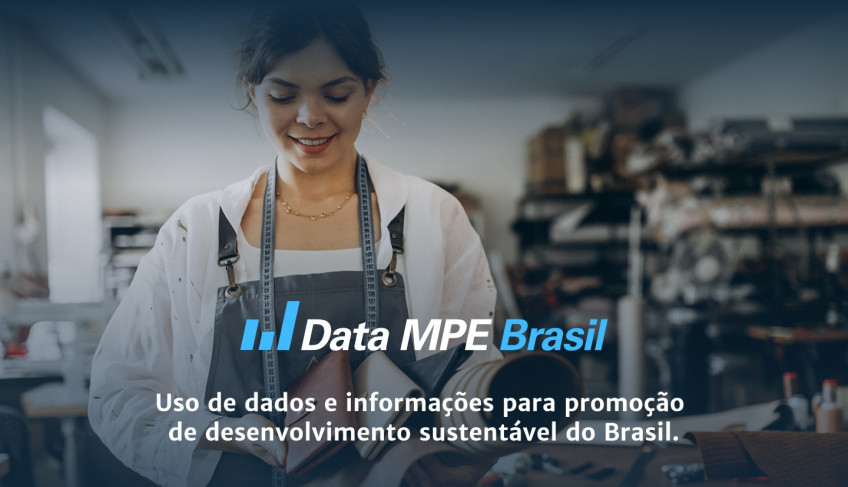 Data MPE Brasil
Uso de dados e informações para promoção
de desenvolvimento sustentável do Brasil.